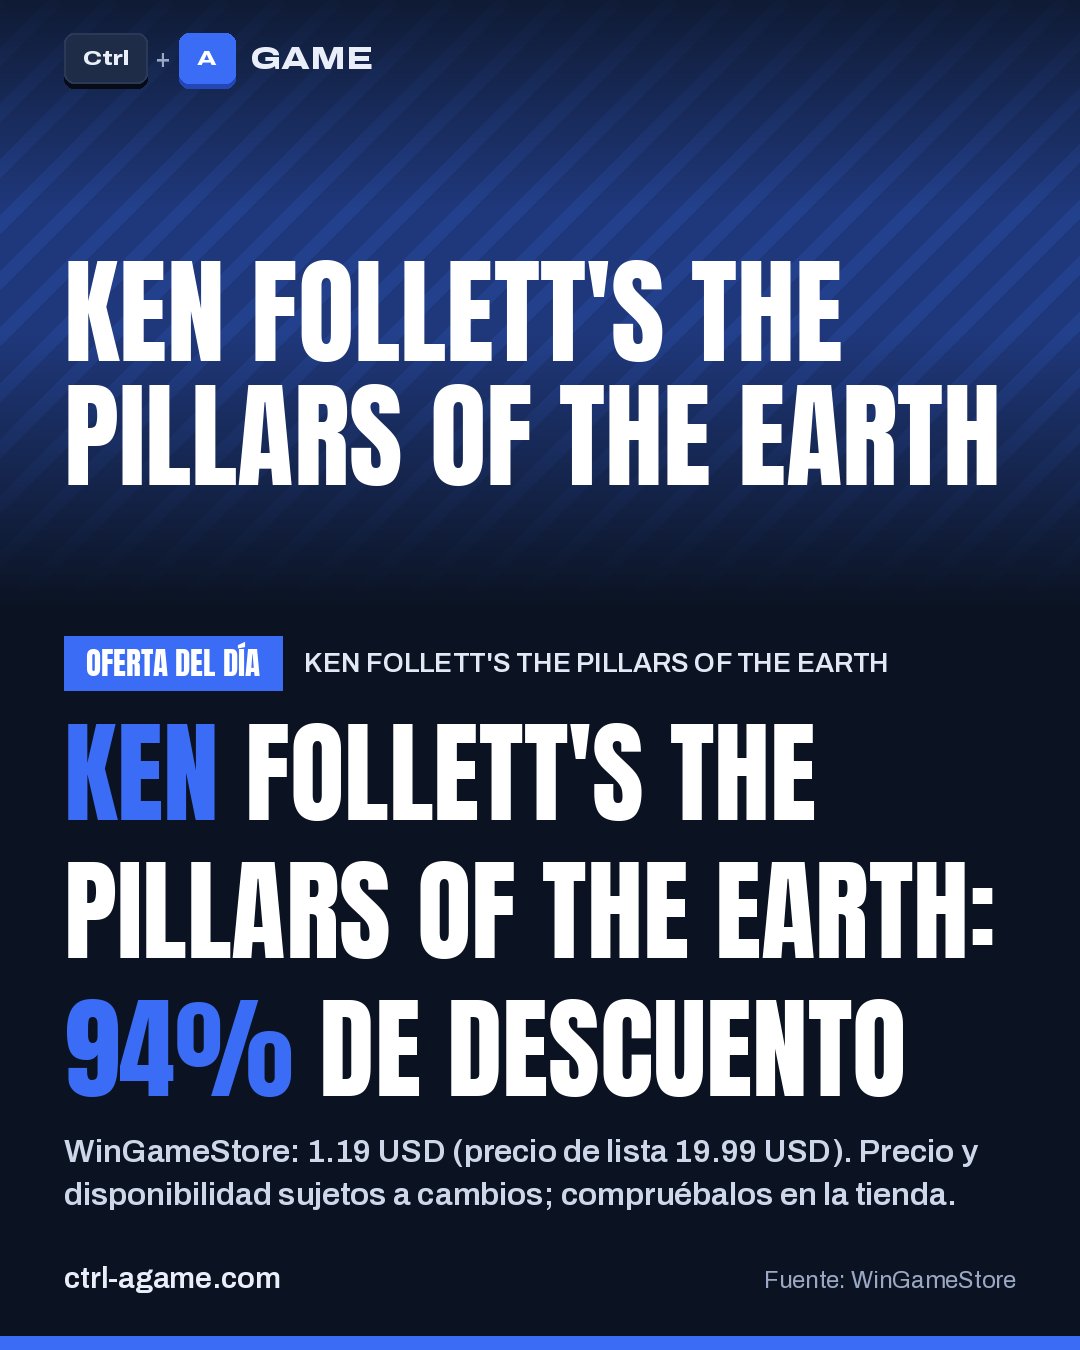 Ctrl + A GAME
KEN FOLLETT'S THE
PILLARS OF THE EARTH
OFERTA DEL DÍA KEN FOLLETT'S THE PILLARS OF THE EARTH
KEN FOLLETT'S THE
PILLARS OF THE EARTH:
94% DE DESCUENTO
WinGameStore: 1.19 USD (precio de lista 19.99 USD). Precio y
disponibilidad sujetos a cambios; compruébalos en la tienda.
ctrl-agame.com Fuente: WinGameStore